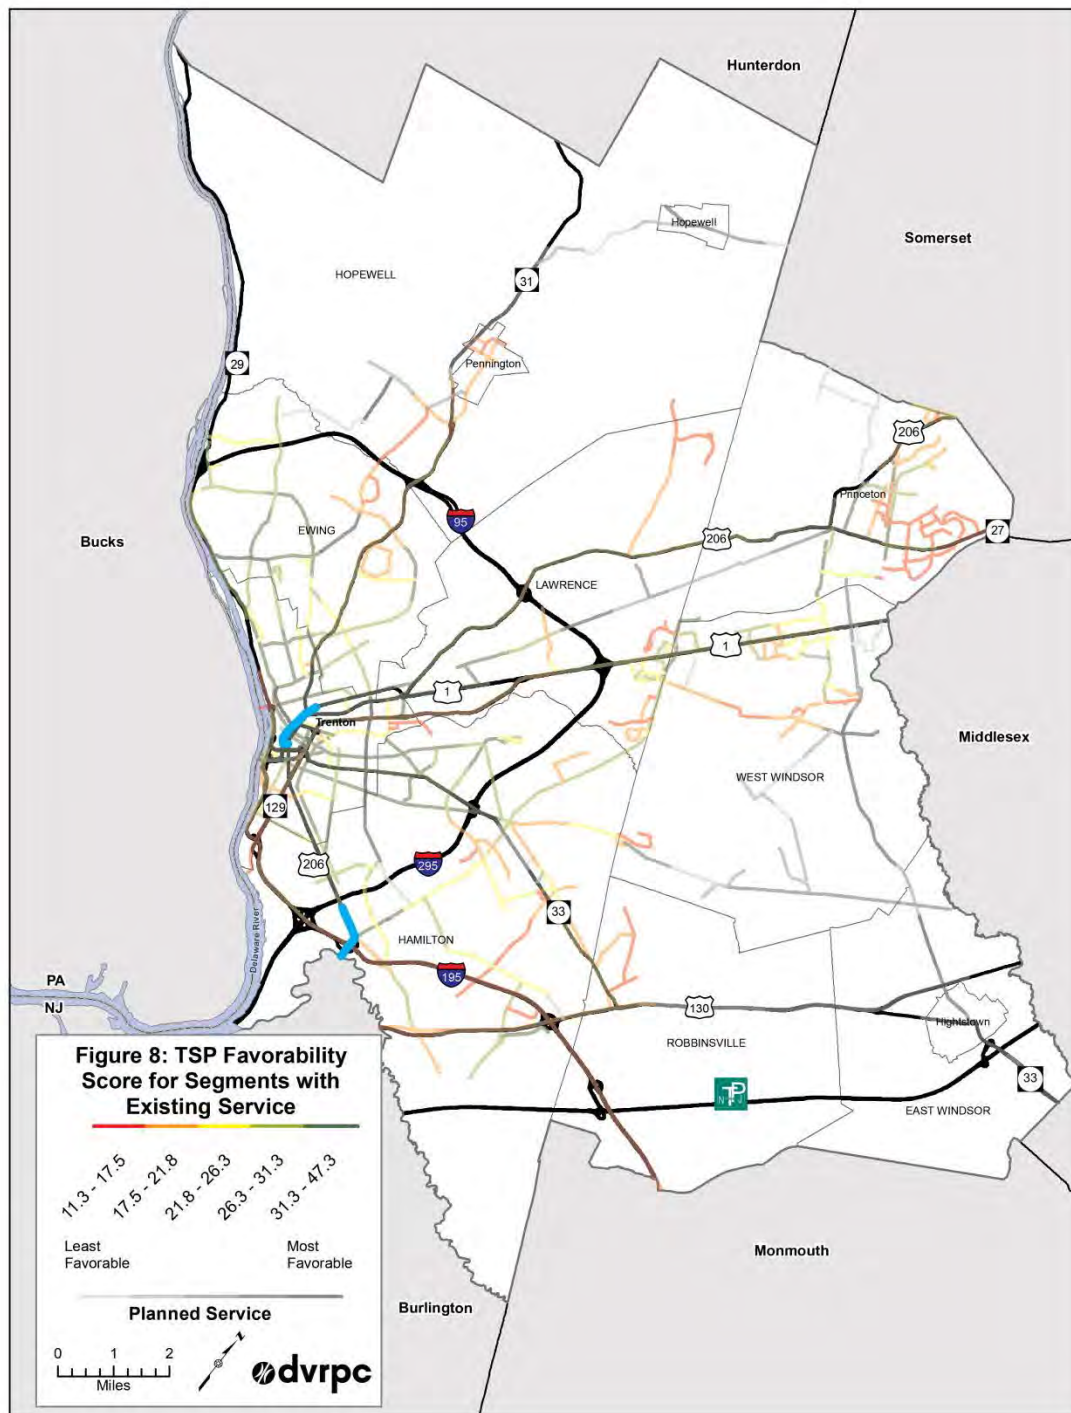 Hunterdon
Hopewell
Somerset
HOPEWELL
31
29
Pennington
206
Princeton
EWING
95
Bucks
206
27
LAWRENCE
1
1
Trenton
Middlesex
WEST WINDSOR
129
206
295
33
Delaware River
HAMILTON
195
PA
NJ
130
Hightstown
ROBBINSVILLE
33
TP
N J
EAST WINDSOR
Figure 8: TSP Favorability
Score for Segments with
Existing Service
11.3 - 17.5
17.5 - 21.8
21.8 - 26.3
26.3 - 31.3
31.3 - 47.3
Least
Favorable
Most
Favorable
Planned Service
0 1 2
Miles
N
dvrpc
Monmouth
Burlington